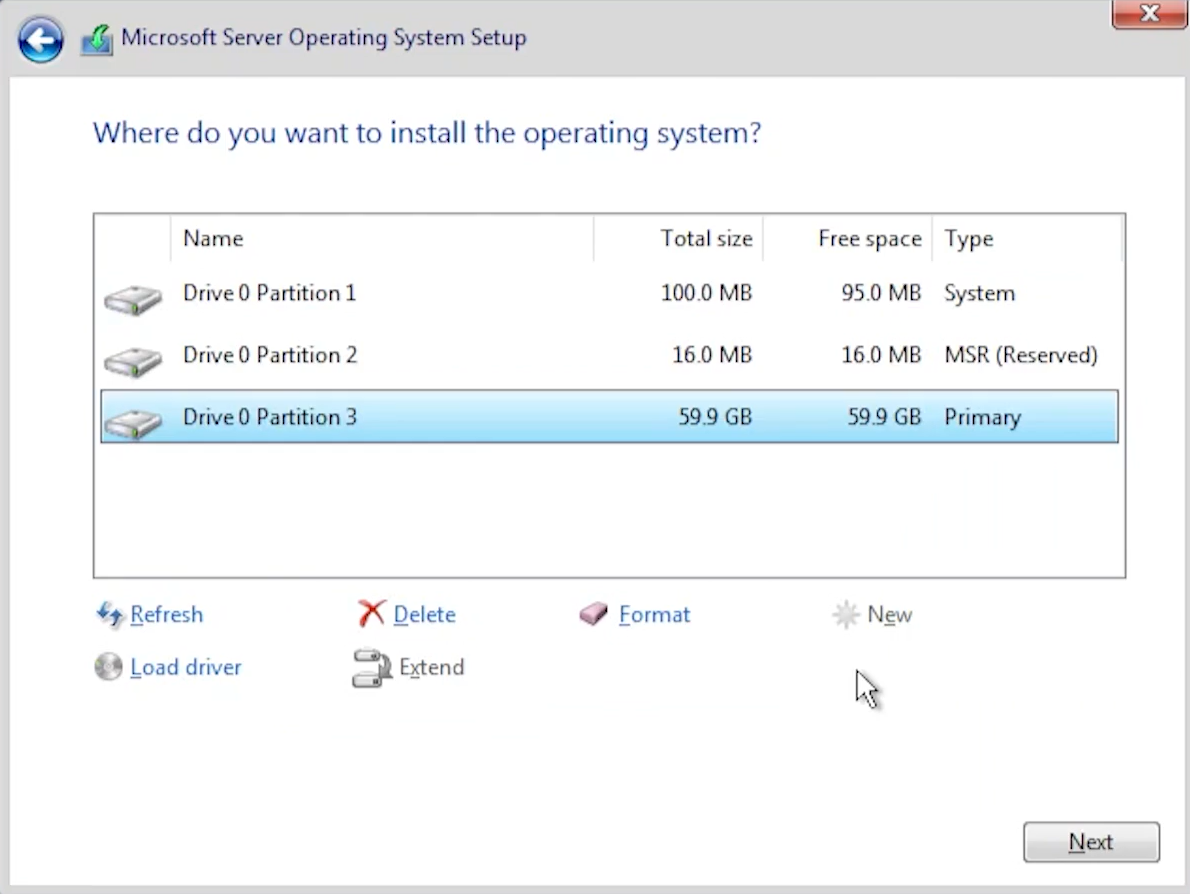 Microsoft Server Operating System Setup
Where do you want to install the operating system?
Name Total size Free space Type
Drive 0 Partition 1 100.0 MB 95.0 MB System
Drive 0 Partition 2 16.0 MB 16.0 MB MSR (Reserved)
Drive 0 Partition 3 59.9 GB 59.9 GB Primary
Refresh Delete Format New
Load driver Extend
Next